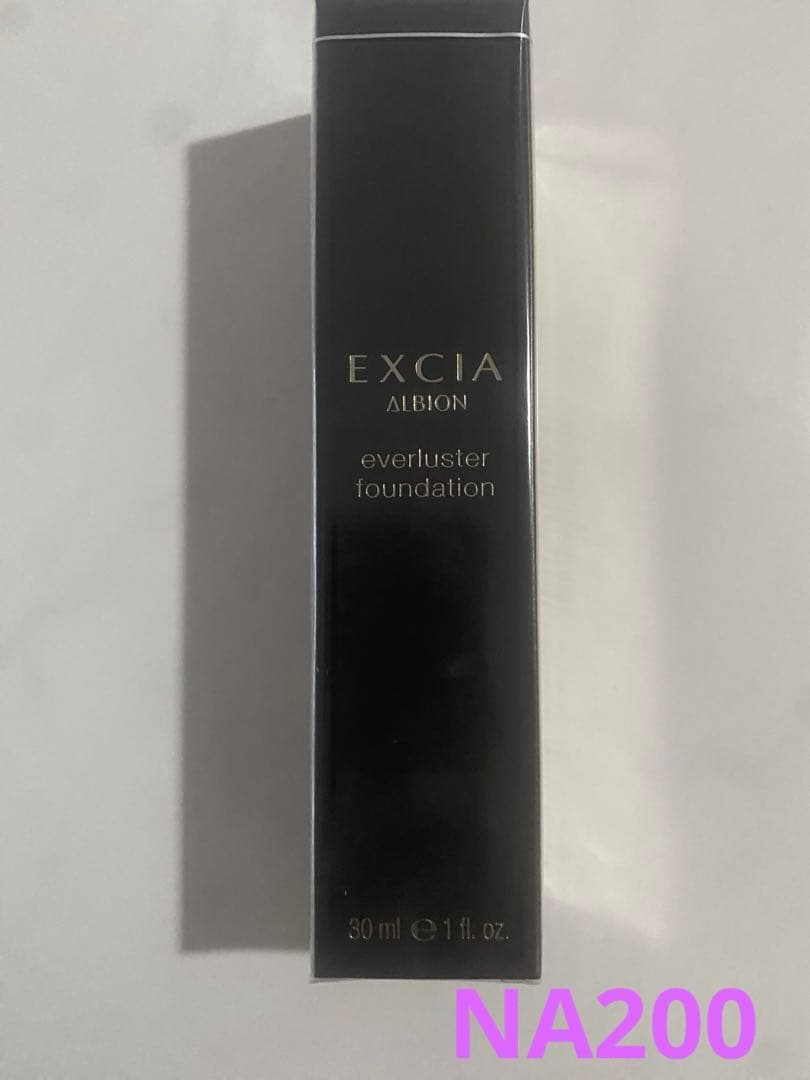 EXCIA
ALBION
everluster
foundation
30 ml ℮ 1 fl. oz.
NA200